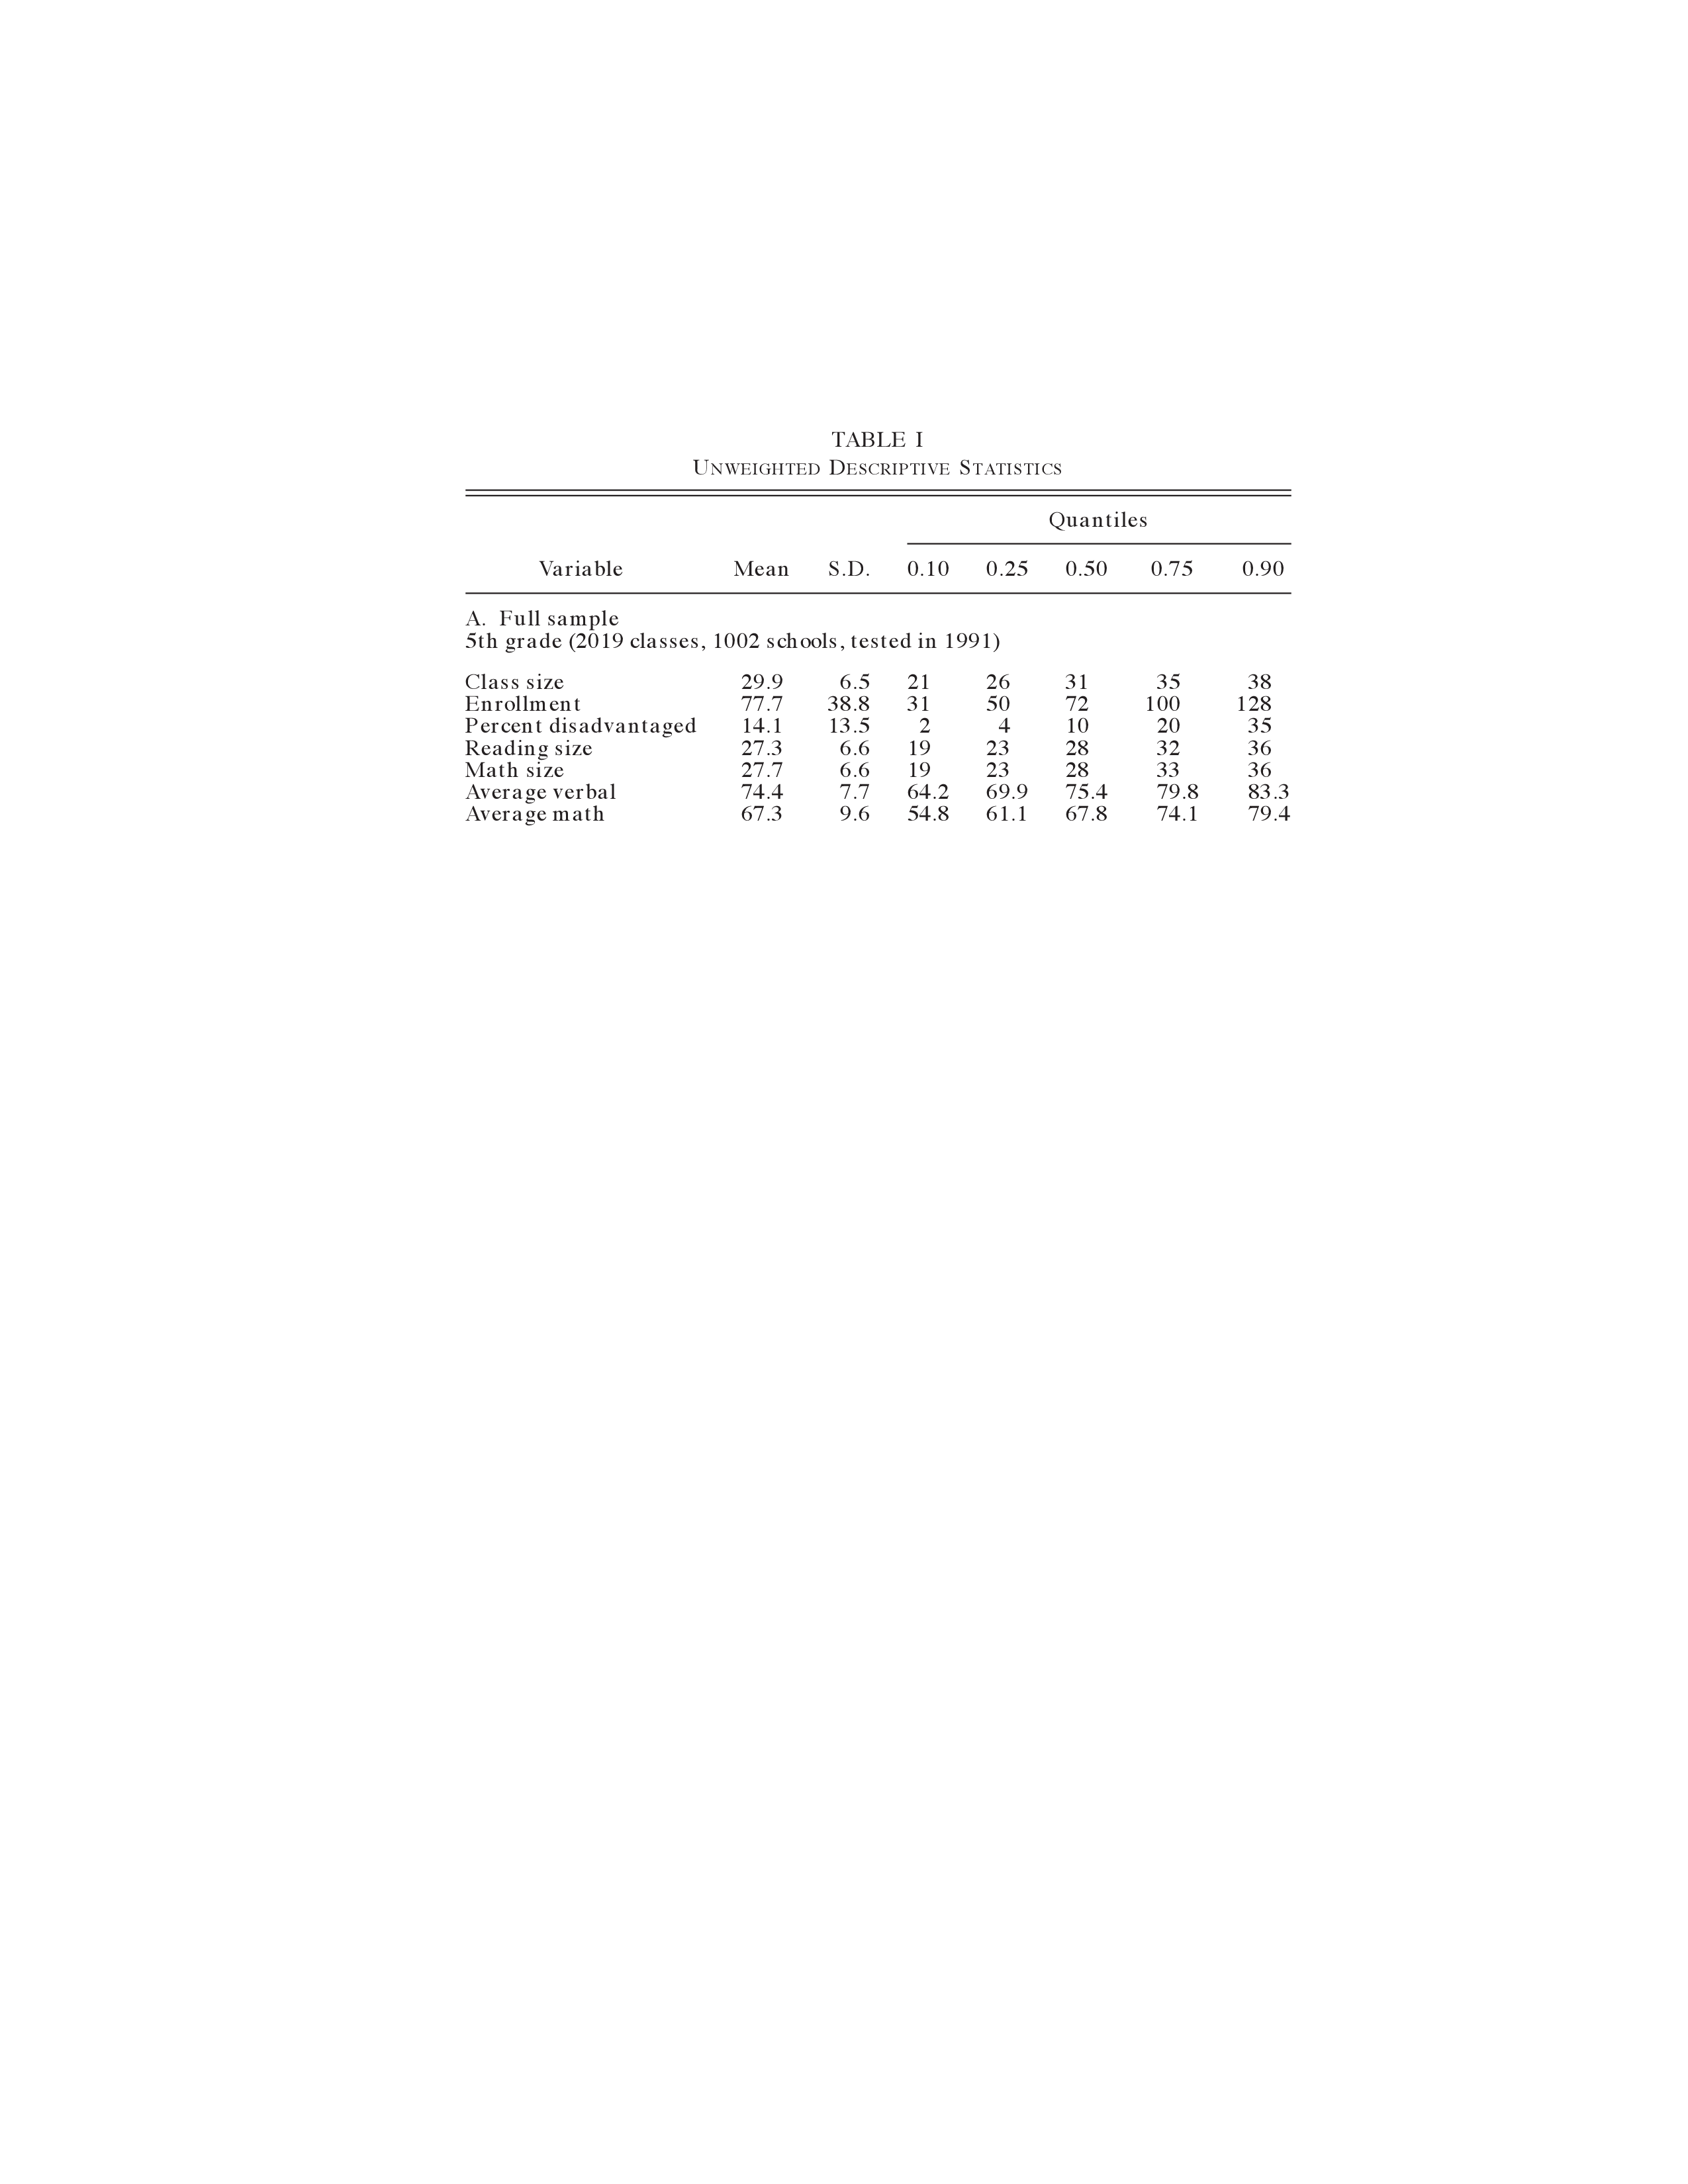 TABLE I
UNWEIGHTED DESCRIPTIVE STATISTICS
Quantiles
Variable Mean S.D. 0.10 0.25 0.50 0.75 0.90
A. Full sample
5th grade (2019 classes, 1002 schools, tested in 1991)
Class size 29.9 6.5 21 26 31 35 38
Enrollment 77.7 38.8 31 50 72 100 128
Percent disadvantaged 14.1 13.5 2 4 10 20 35
Reading size 27.3 6.6 19 23 28 32 36
Math size 27.7 6.6 19 23 28 33 36
Average verbal 74.4 7.7 64.2 69.9 75.4 79.8 83.3
Average math 67.3 9.6 54.8 61.1 67.8 74.1 79.4